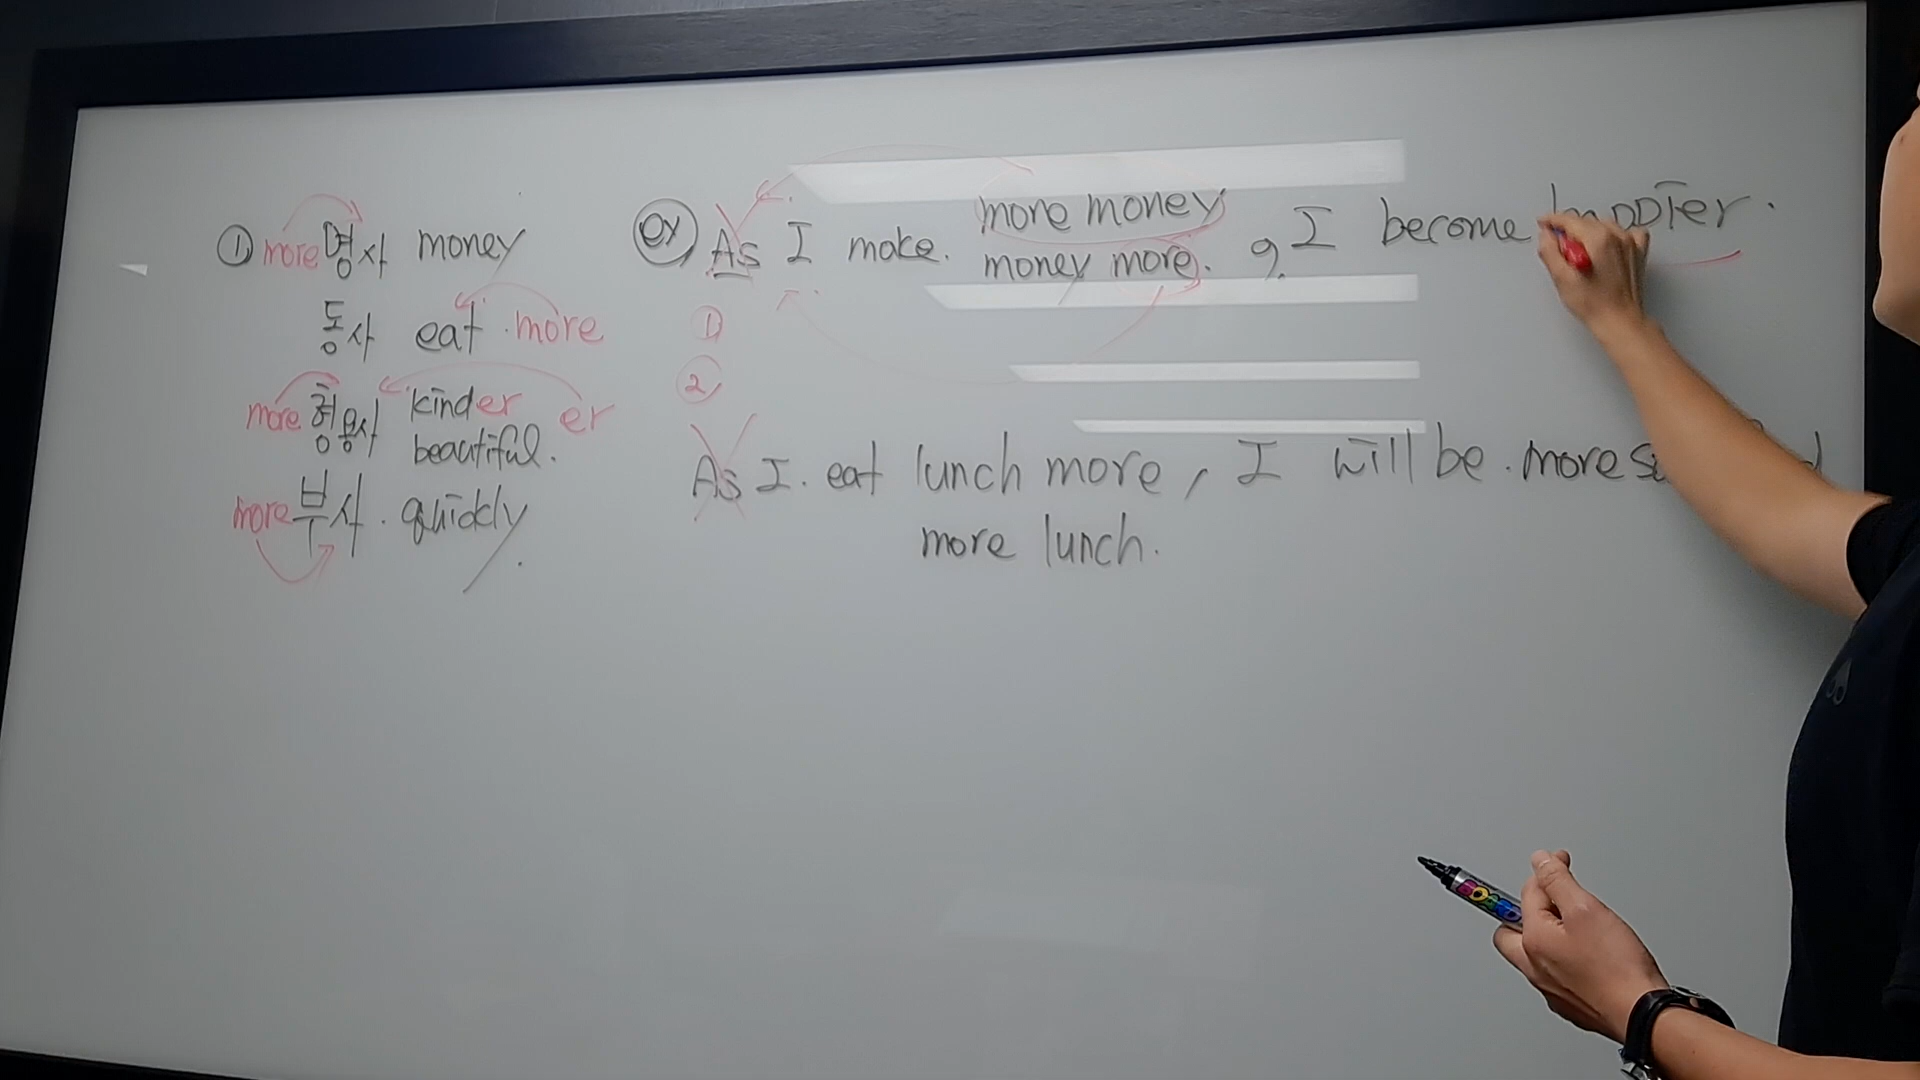 ① more 명사 money
동사 eat more
more 형용사 kinder er
beautiful.
more 부사. quickly
ex) As I make. more money
money more. , I become happier.
①
②
As I. eat lunch more, I will be. more
more lunch.